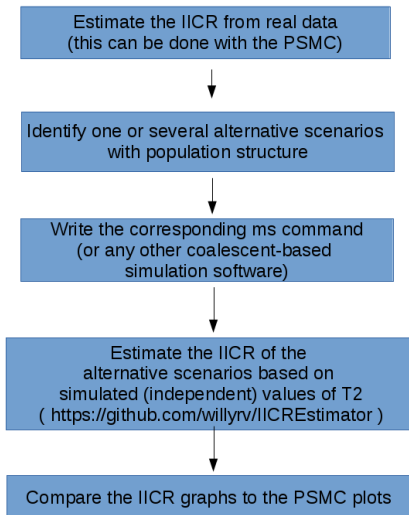 Estimate the IICR from real data
(this can be done with the PSMC)
Identify one or several alternative scenarios
with population structure
Write the corresponding ms command
(or any other coalescent-based
simulation software)
Estimate the IICR of the
alternative scenarios based on
simulated (independent) values of T2
( https://github.com/willyrv/IICREstimator )
Compare the IICR graphs to the PSMC plots